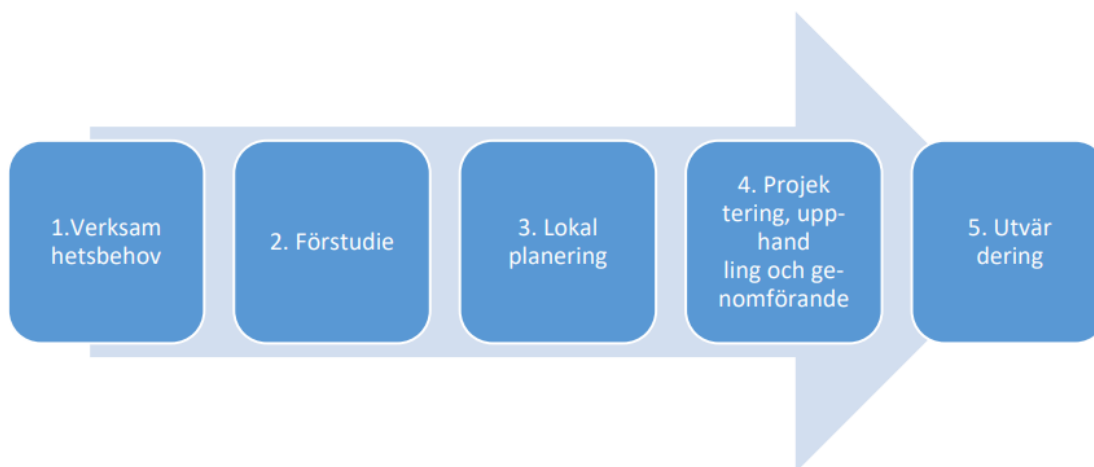 1.Verksam
hetsbehov
2. Förstudie
3. Lokal
planering
4. Projek
tering, upp-
hand
ling och ge-
nomförande
5. Utvär
dering